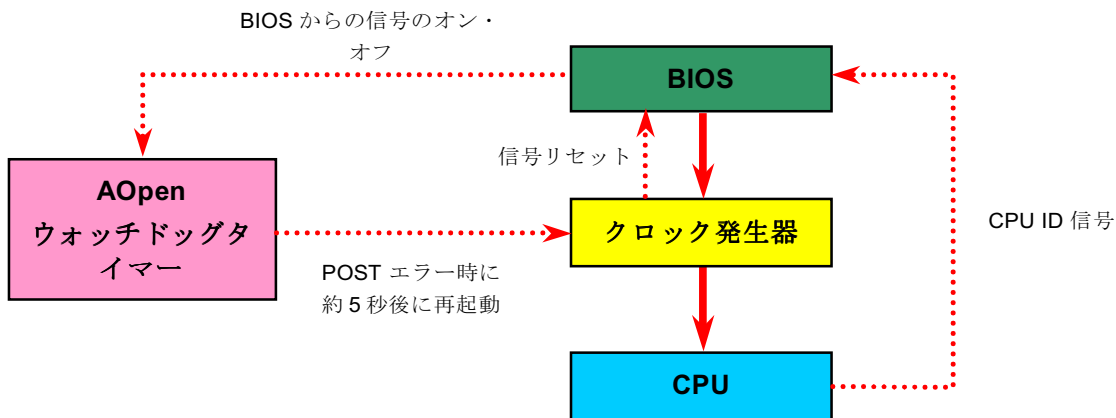 BIOS からの信号のオン・
オフ
BIOS
信号リセット
AOpen
ウォッチドッグタ
イマー
クロック発生器
CPU ID 信号
POST エラー時に
約 5 秒後に再起動
CPU